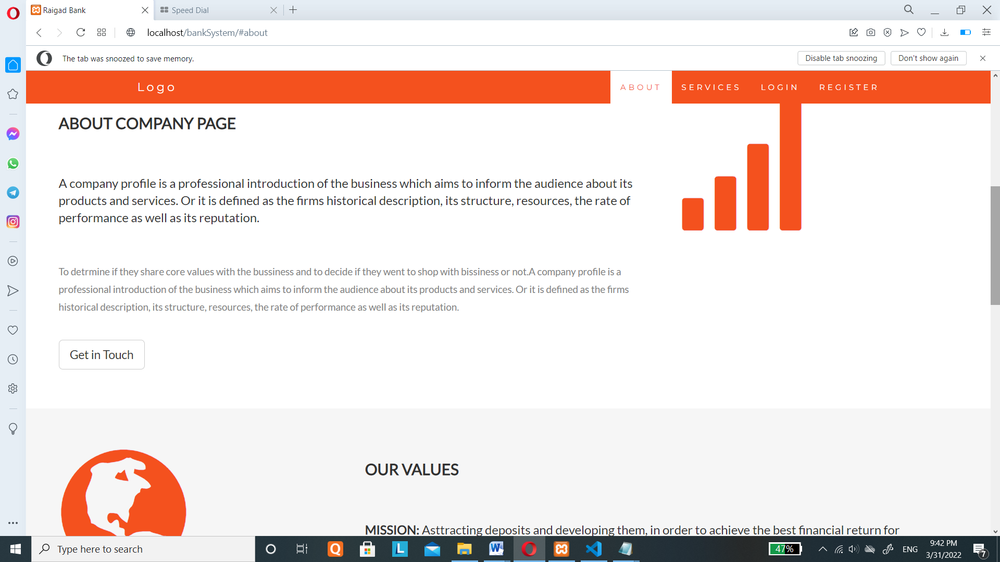 Raigad Bank
Speed Dial
localhost/bankSystem/#about
The tab was snoozed to save memory.
Disable tab snoozing
Don't show again
Logo
ABOUT
SERVICES
LOGIN
REGISTER
ABOUT COMPANY PAGE
A company profile is a professional introduction of the business which aims to inform the audience about its
products and services. Or it is defined as the firms historical description, its structure, resources, the rate of
performance as well as its reputation.
To detrmine if they share core values with the bussiness and to decide if they went to shop with bissiness or not.A company profile is a
professional introduction of the business which aims to inform the audience about its products and services. Or it is defined as the firms
historical description, its structure, resources, the rate of performance as well as its reputation.
Get in Touch
OUR VALUES
MISSION: Asttracting deposits and developing them, in order to achieve the best financial return for
Type here to search
Q
L
W
47%
ENG
9:42 PM
3/31/2022
7